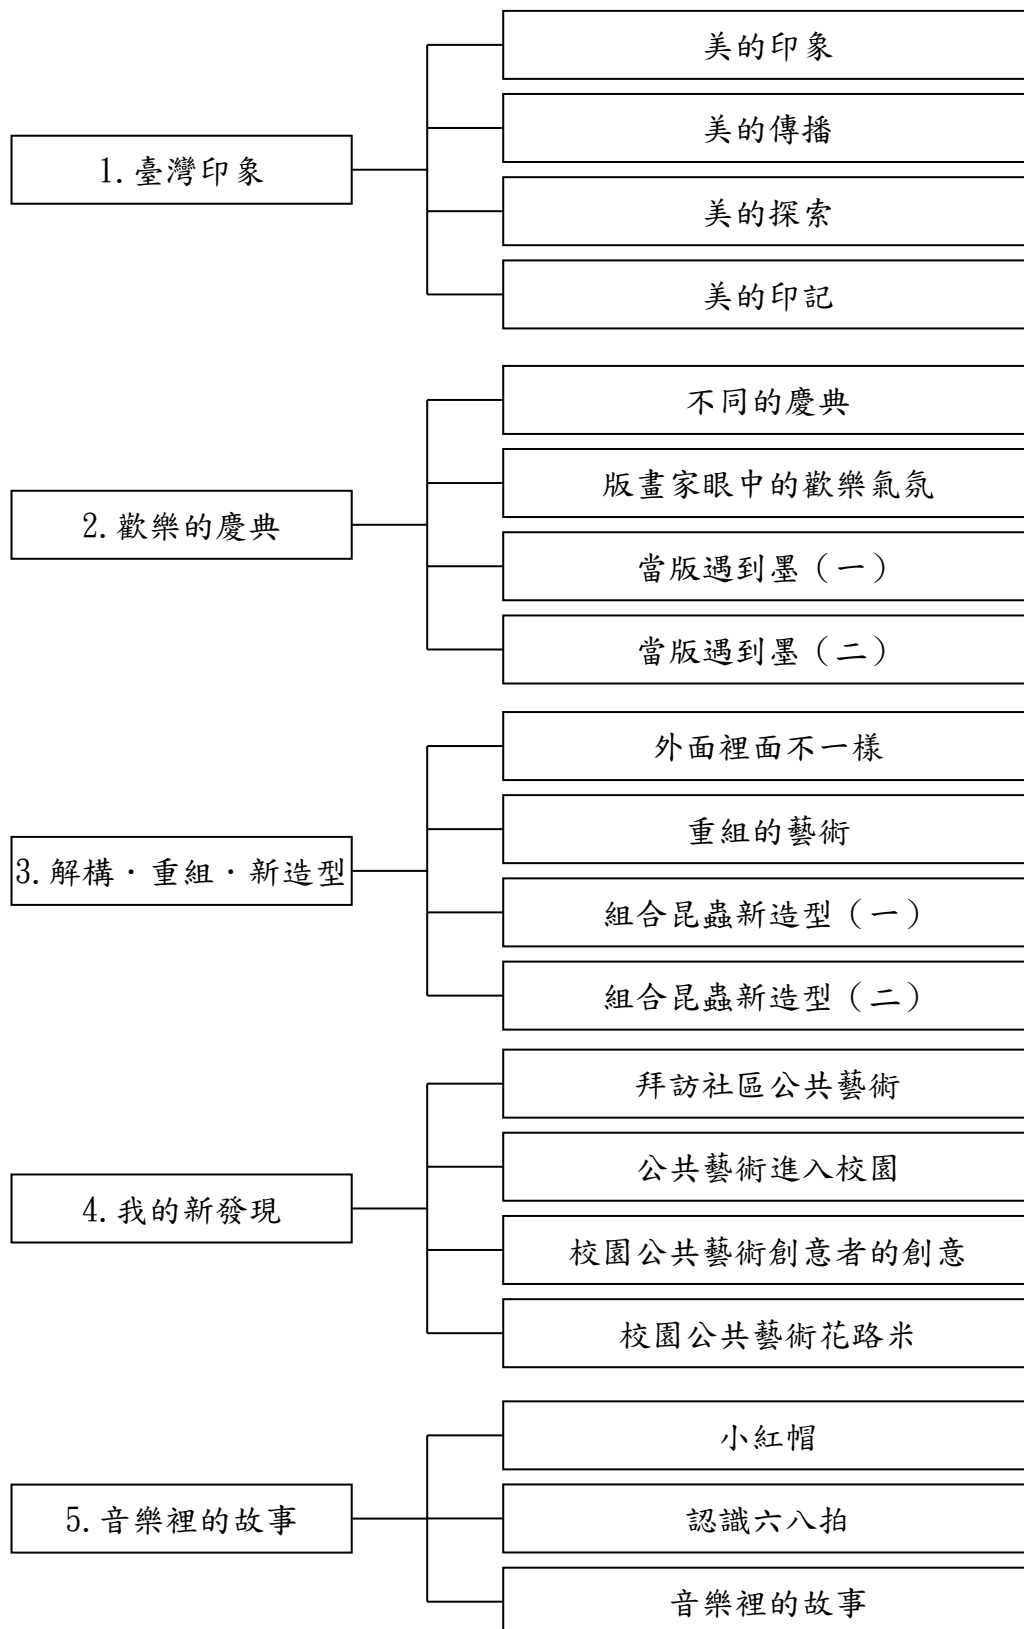 1.臺灣印象
美的印象
美的傳播
美的探索
美的印記
2.歡樂的慶典
不同的慶典
版畫家眼中的歡樂氣氛
當版遇到墨（一）
當版遇到墨（二）
3.解構·重組·新造型
外面裡面不一樣
重組的藝術
組合昆蟲新造型（一）
組合昆蟲新造型（二）
4.我的新發現
拜訪社區公共藝術
公共藝術進入校園
校園公共藝術創意者的創意
校園公共藝術花路米
5.音樂裡的故事
小紅帽
認識六八拍
音樂裡的故事